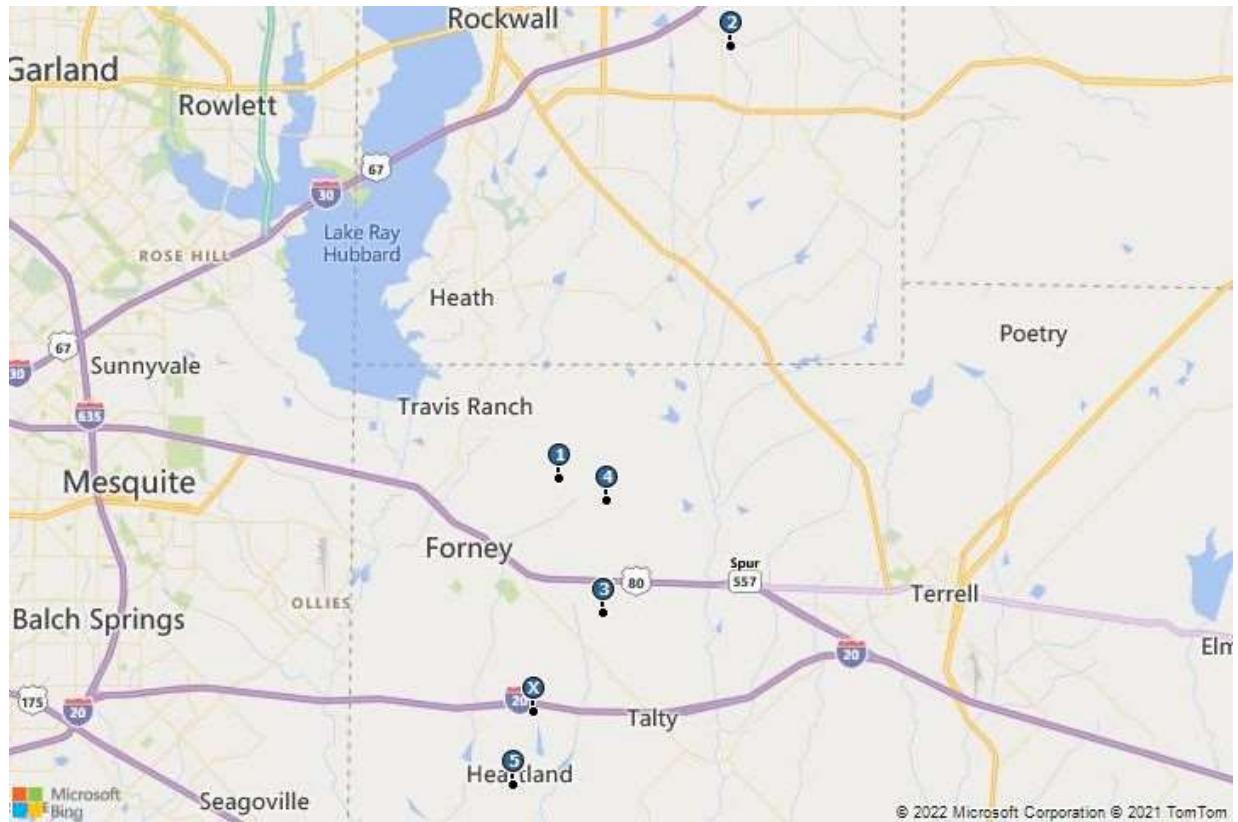 Rockwall
2
Garland
Rowlett
67
30
Lake Ray
Hubbard
ROSE HILL
Heath
Poetry
67
30
Sunnyvale
635
Travis Ranch
1
4
Mesquite
Forney
Spur
557
80
3
Terrell
OLLIES
Balch Springs
Elm
20
X
20
175
20
Talty
5
Heartland
Seagoville
Microsoft
Bing
© 2022 Microsoft Corporation © 2021 TomTom